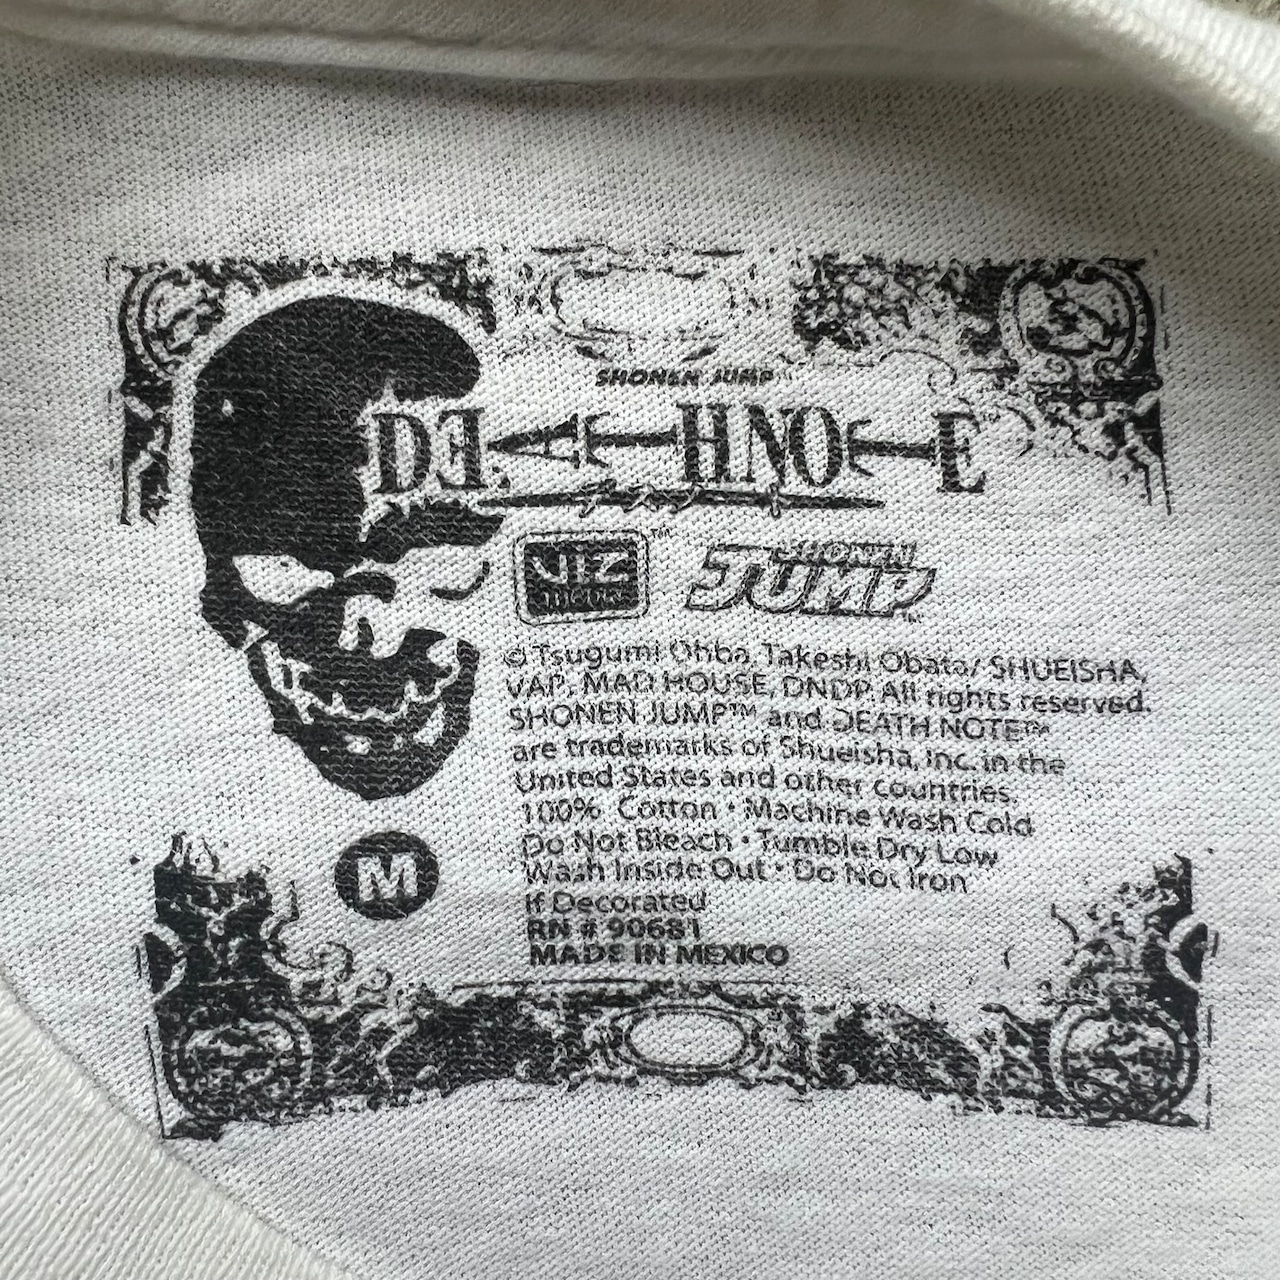 SHONEN JUMP
DEATH NOTE
VIZ
MEDIA
TM
SHONEN
JUMP
TM
© Tsugumi Ohba, Takeshi Obata/ SHUEISHA,
VAP, MAD HOUSE, DNDP. All rights reserved.
SHONEN JUMP™ and DEATH NOTE™
are trademarks of Shueisha, Inc. in the
United States and other countries.
100% Cotton • Machine Wash Cold
Do Not Bleach • Tumble Dry Low
Wash Inside Out • Do Not Iron
If Decorated
RN # 90681
MADE IN MEXICO
M